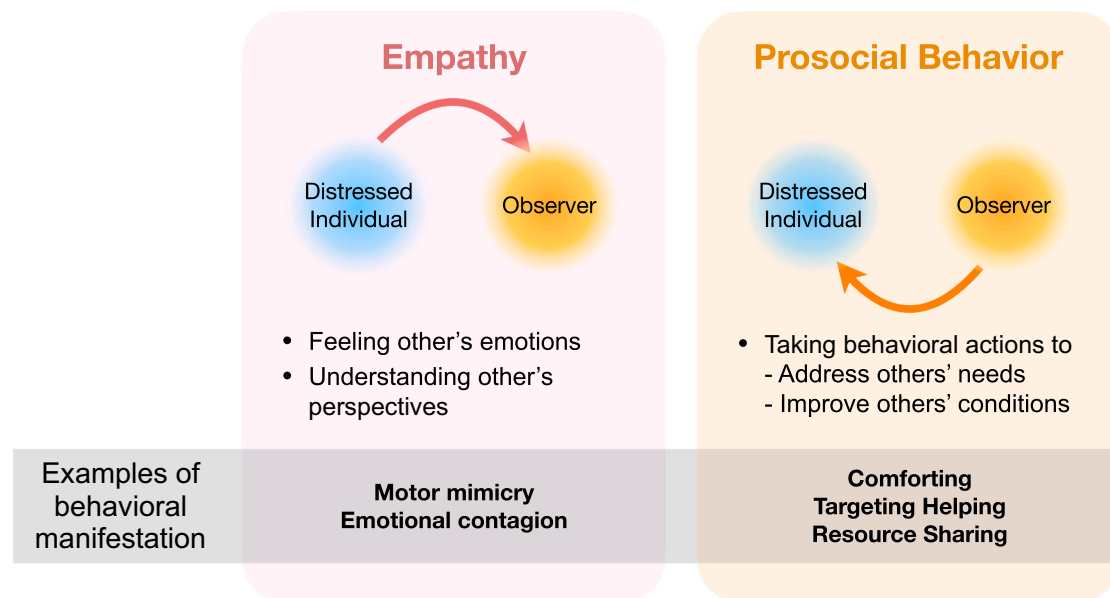 Empathy
Distressed
Individual
Observer
• Feeling other’s emotions
• Understanding other’s
perspectives
Prosocial Behavior
Distressed
Individual
Observer
• Taking behavioral actions to
- Address others’ needs
- Improve others’ conditions
Examples of
behavioral
manifestation
Motor mimicry
Emotional contagion
Comforting
Targeting Helping
Resource Sharing